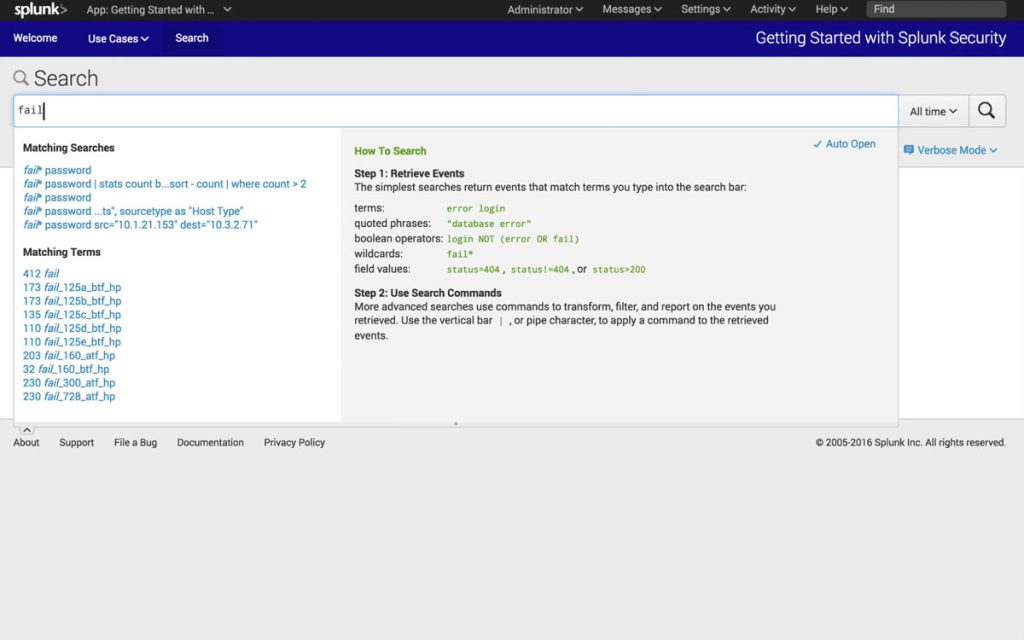 splunk> App: Getting Started with ... Administrator Messages Settings Activity Help Find
Welcome Use Cases Search Getting Started with Splunk Security
Search
fail All time
Matching Searches
fail* password
fail* password | stats count b...sort - count | where count > 2
fail* password
fail* password ...ts", sourcetype as "Host Type"
fail* password src="10.1.21.153" dest="10.3.2.71"
Matching Terms
412 fail
173 fail_125a_btf_hp
173 fail_125b_btf_hp
135 fail_125c_btf_hp
110 fail_125d_btf_hp
110 fail_125e_btf_hp
203 fail_160_atf_hp
32 fail_160_btf_hp
230 fail_300_atf_hp
230 fail_728_atf_hp
How To Search
Auto Open
Verbose Mode
Step 1: Retrieve Events
The simplest searches return events that match terms you type into the search bar:
terms: error login
quoted phrases: "database error"
boolean operators: login NOT (error OR fail)
wildcards: fail*
field values: status=404 , status!=404 , or status>200
Step 2: Use Search Commands
More advanced searches use commands to transform, filter, and report on the events you
retrieved. Use the vertical bar | , or pipe character, to apply a command to the retrieved
events.
About Support File a Bug Documentation Privacy Policy © 2005-2016 Splunk Inc. All rights reserved.